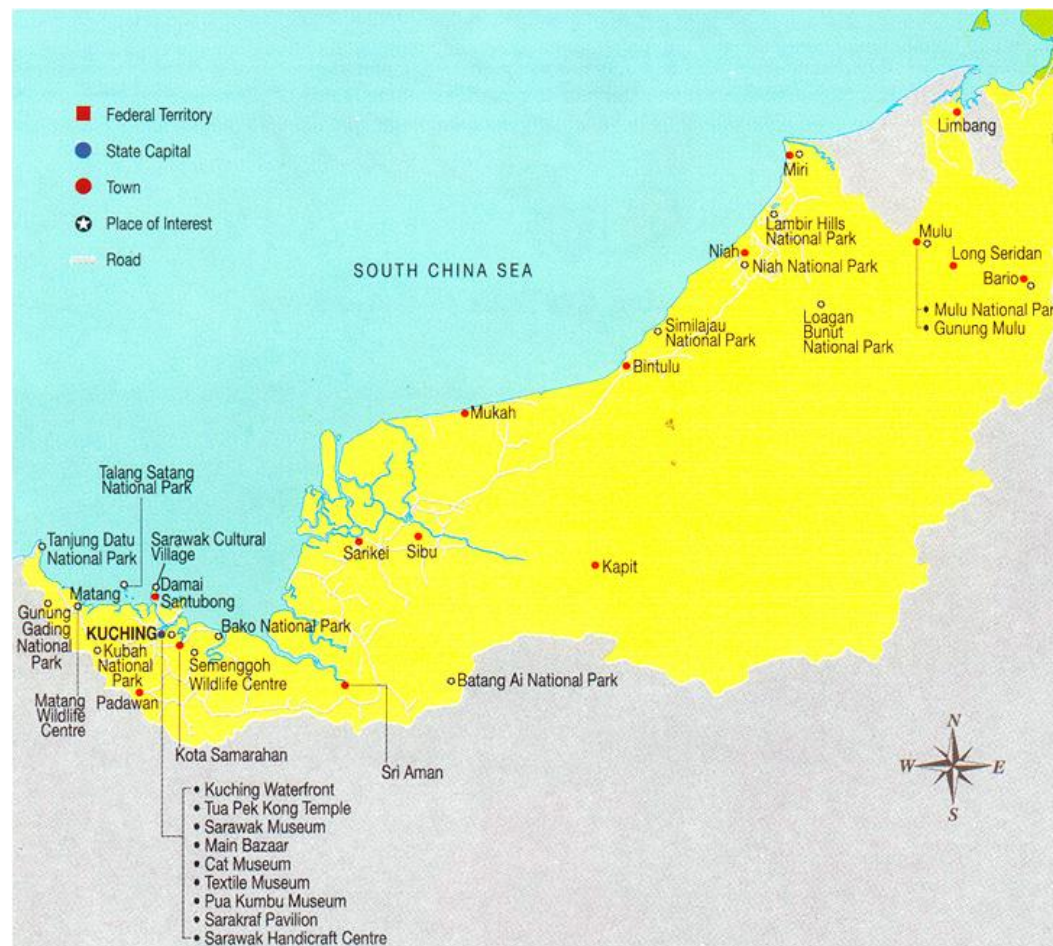 Federal Territory
State Capital
Town
Place of Interest
Road
SOUTH CHINA SEA
Limbang
Miri
Lambir Hills
National Park
Niah
Niah National Park
Mulu
Long Seridan
Bario
Mulu National Par
Gunung Mulu
Loagan
Bunut
National Park
Similajau
National Park
Bintulu
Mukah
Talang Satang
National Park
Tanjung Datu
National Park
Sarawak Cultural
Village
Sarikei
Sibu
Kapit
Matang
Damai
Santubong
Gunung
Gading
National
Park
KUCHING
Bako National Park
Kubah
National
Park
Semenggoh
Wildlife Centre
Batang Ai National Park
Padawan
Matang
Wildlife
Centre
Kota Samarahan
Sri Aman
N
W
E
S
Kuching Waterfront
Tua Pek Kong Temple
Sarawak Museum
Main Bazaar
Cat Museum
Textile Museum
Pua Kumbu Museum
Sarakraf Pavilion
Sarawak Handicraft Centre